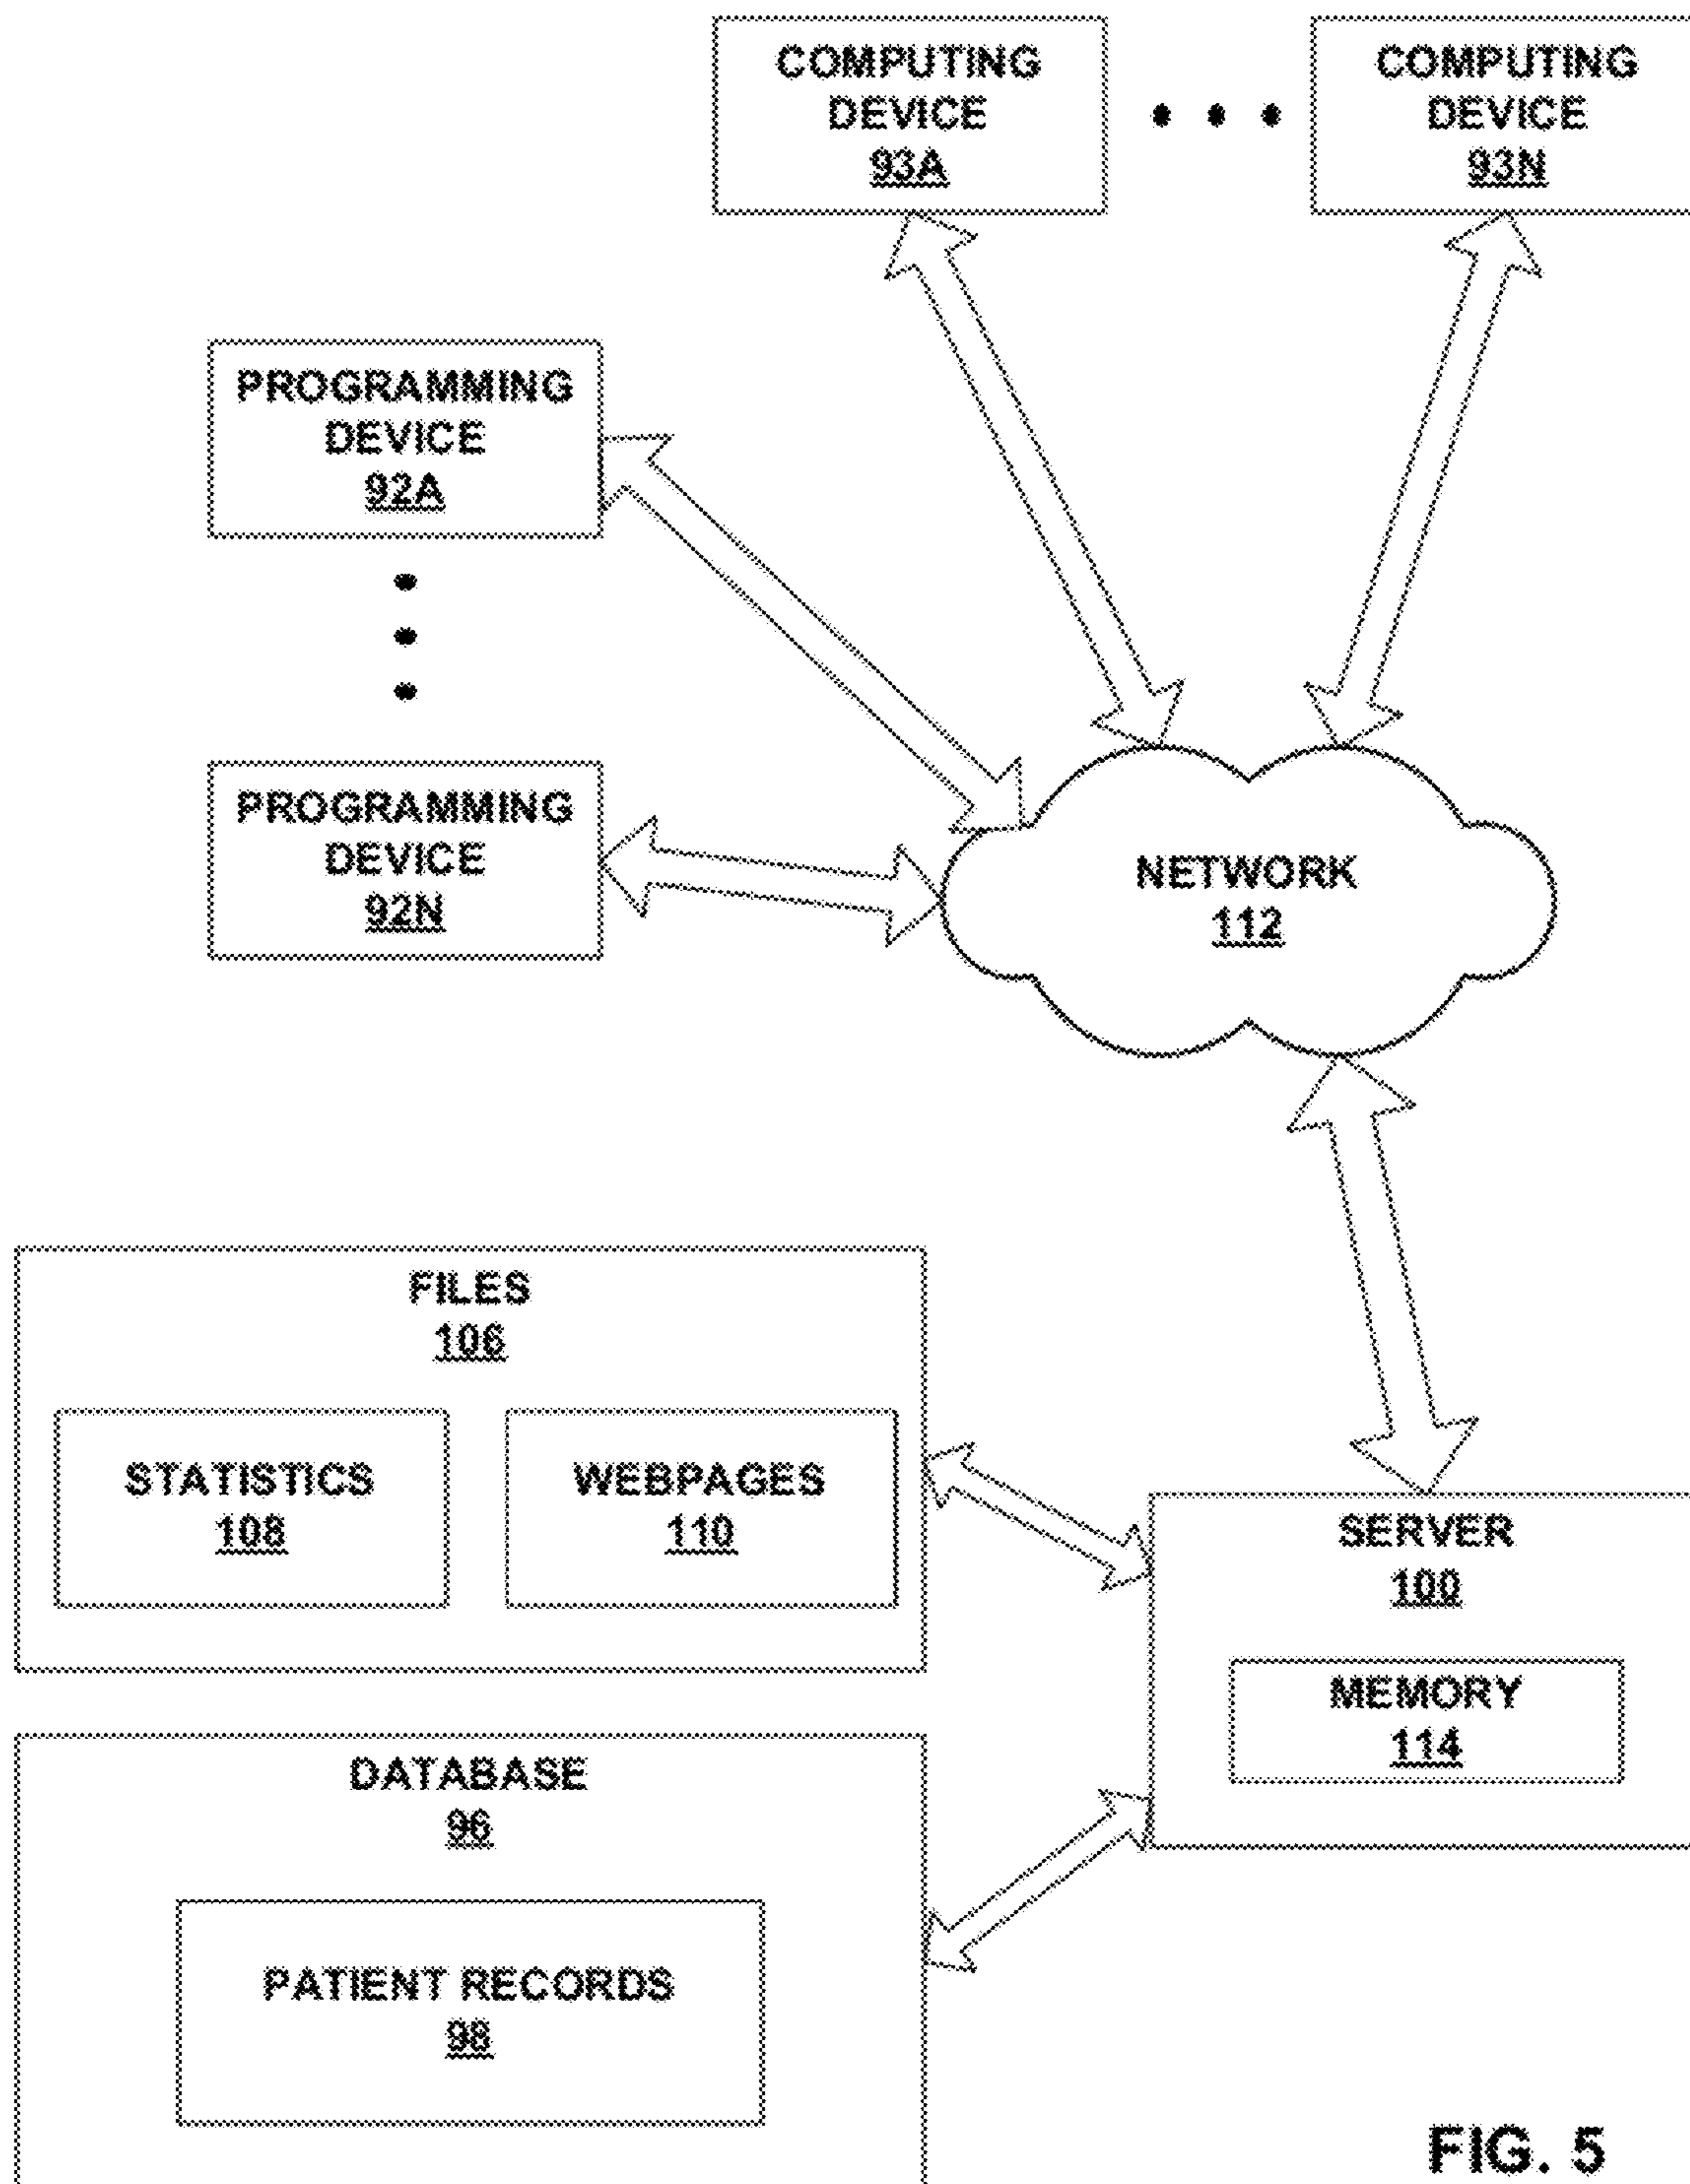 COMPUTING
DEVICE
93A
COMPUTING
DEVICE
93N
PROGRAMMING
DEVICE
92A
PROGRAMMING
DEVICE
92N
NETWORK
112
FILES
106
STATISTICS
108
WEBPAGES
110
SERVER
100
MEMORY
114
DATABASE
96
PATIENT RECORDS
98
FIG. 5